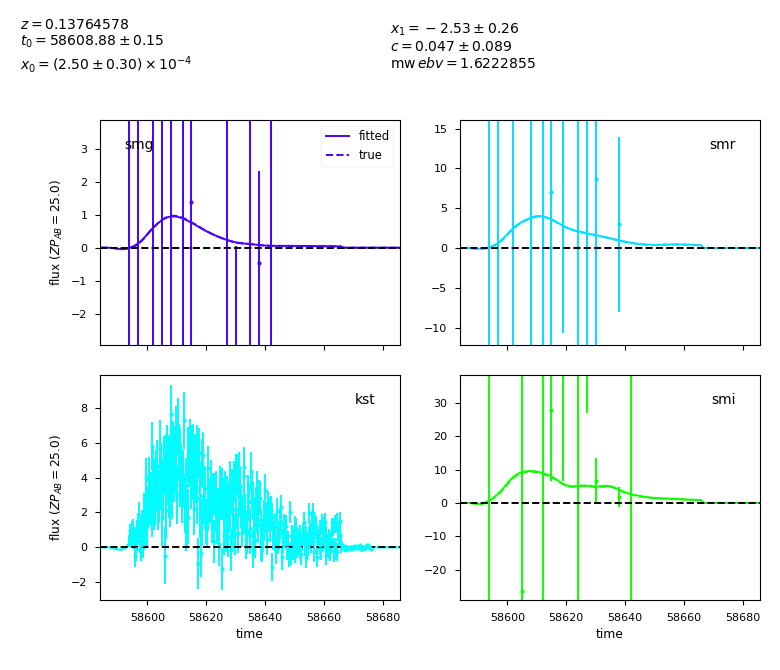 z = 0.13764578
t₀ = 58608.88 ± 0.15
x₀ = (2.50 ± 0.30) × 10⁻⁴
x₁ = −2.53 ± 0.26
c = 0.047 ± 0.089
mw ebv = 1.6222855
smg
fitted
true
3
2
1
0
−1
−2
flux (ZP_AB = 25.0)
smr
15
10
5
0
−5
−10
kst
8
6
4
2
0
−2
flux (ZP_AB = 25.0)
58600 58620 58640 58660 58680
time
smi
30
20
10
0
−10
−20
58600 58620 58640 58660 58680
time